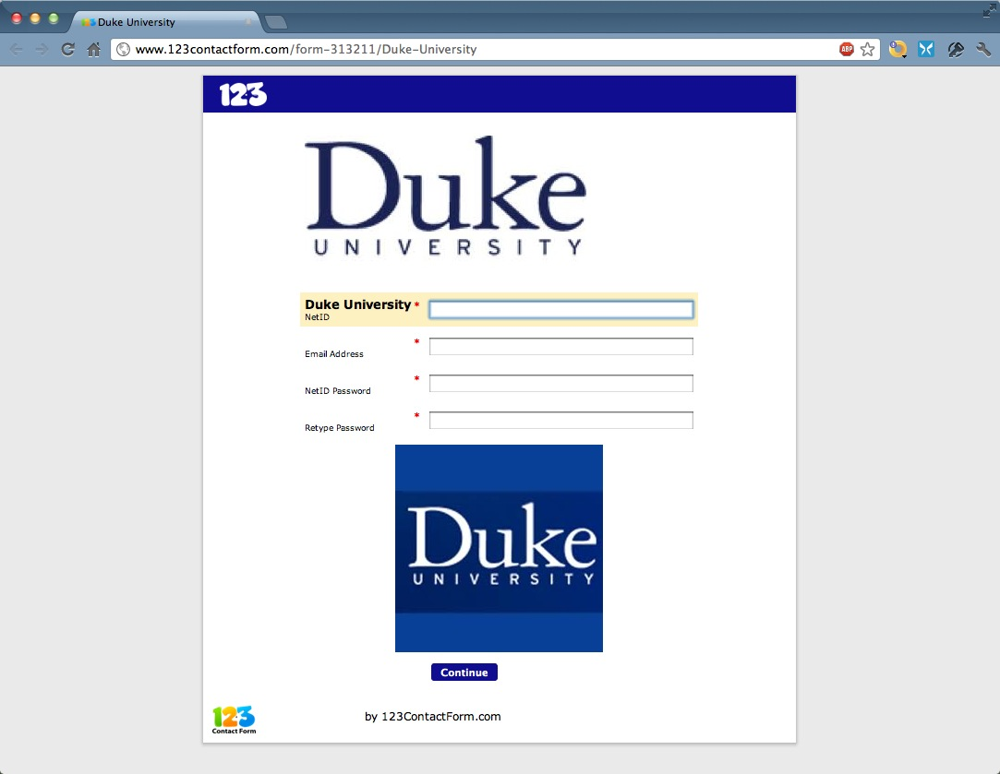 Duke University
www.123contactform.com/form-313211/Duke-University
ABP
123
Duke
UNIVERSITY
Duke University *
NetID
*
Email Address
*
NetID Password
*
Retype Password
Duke
UNIVERSITY
Continue
123
Contact Form
by 123ContactForm.com